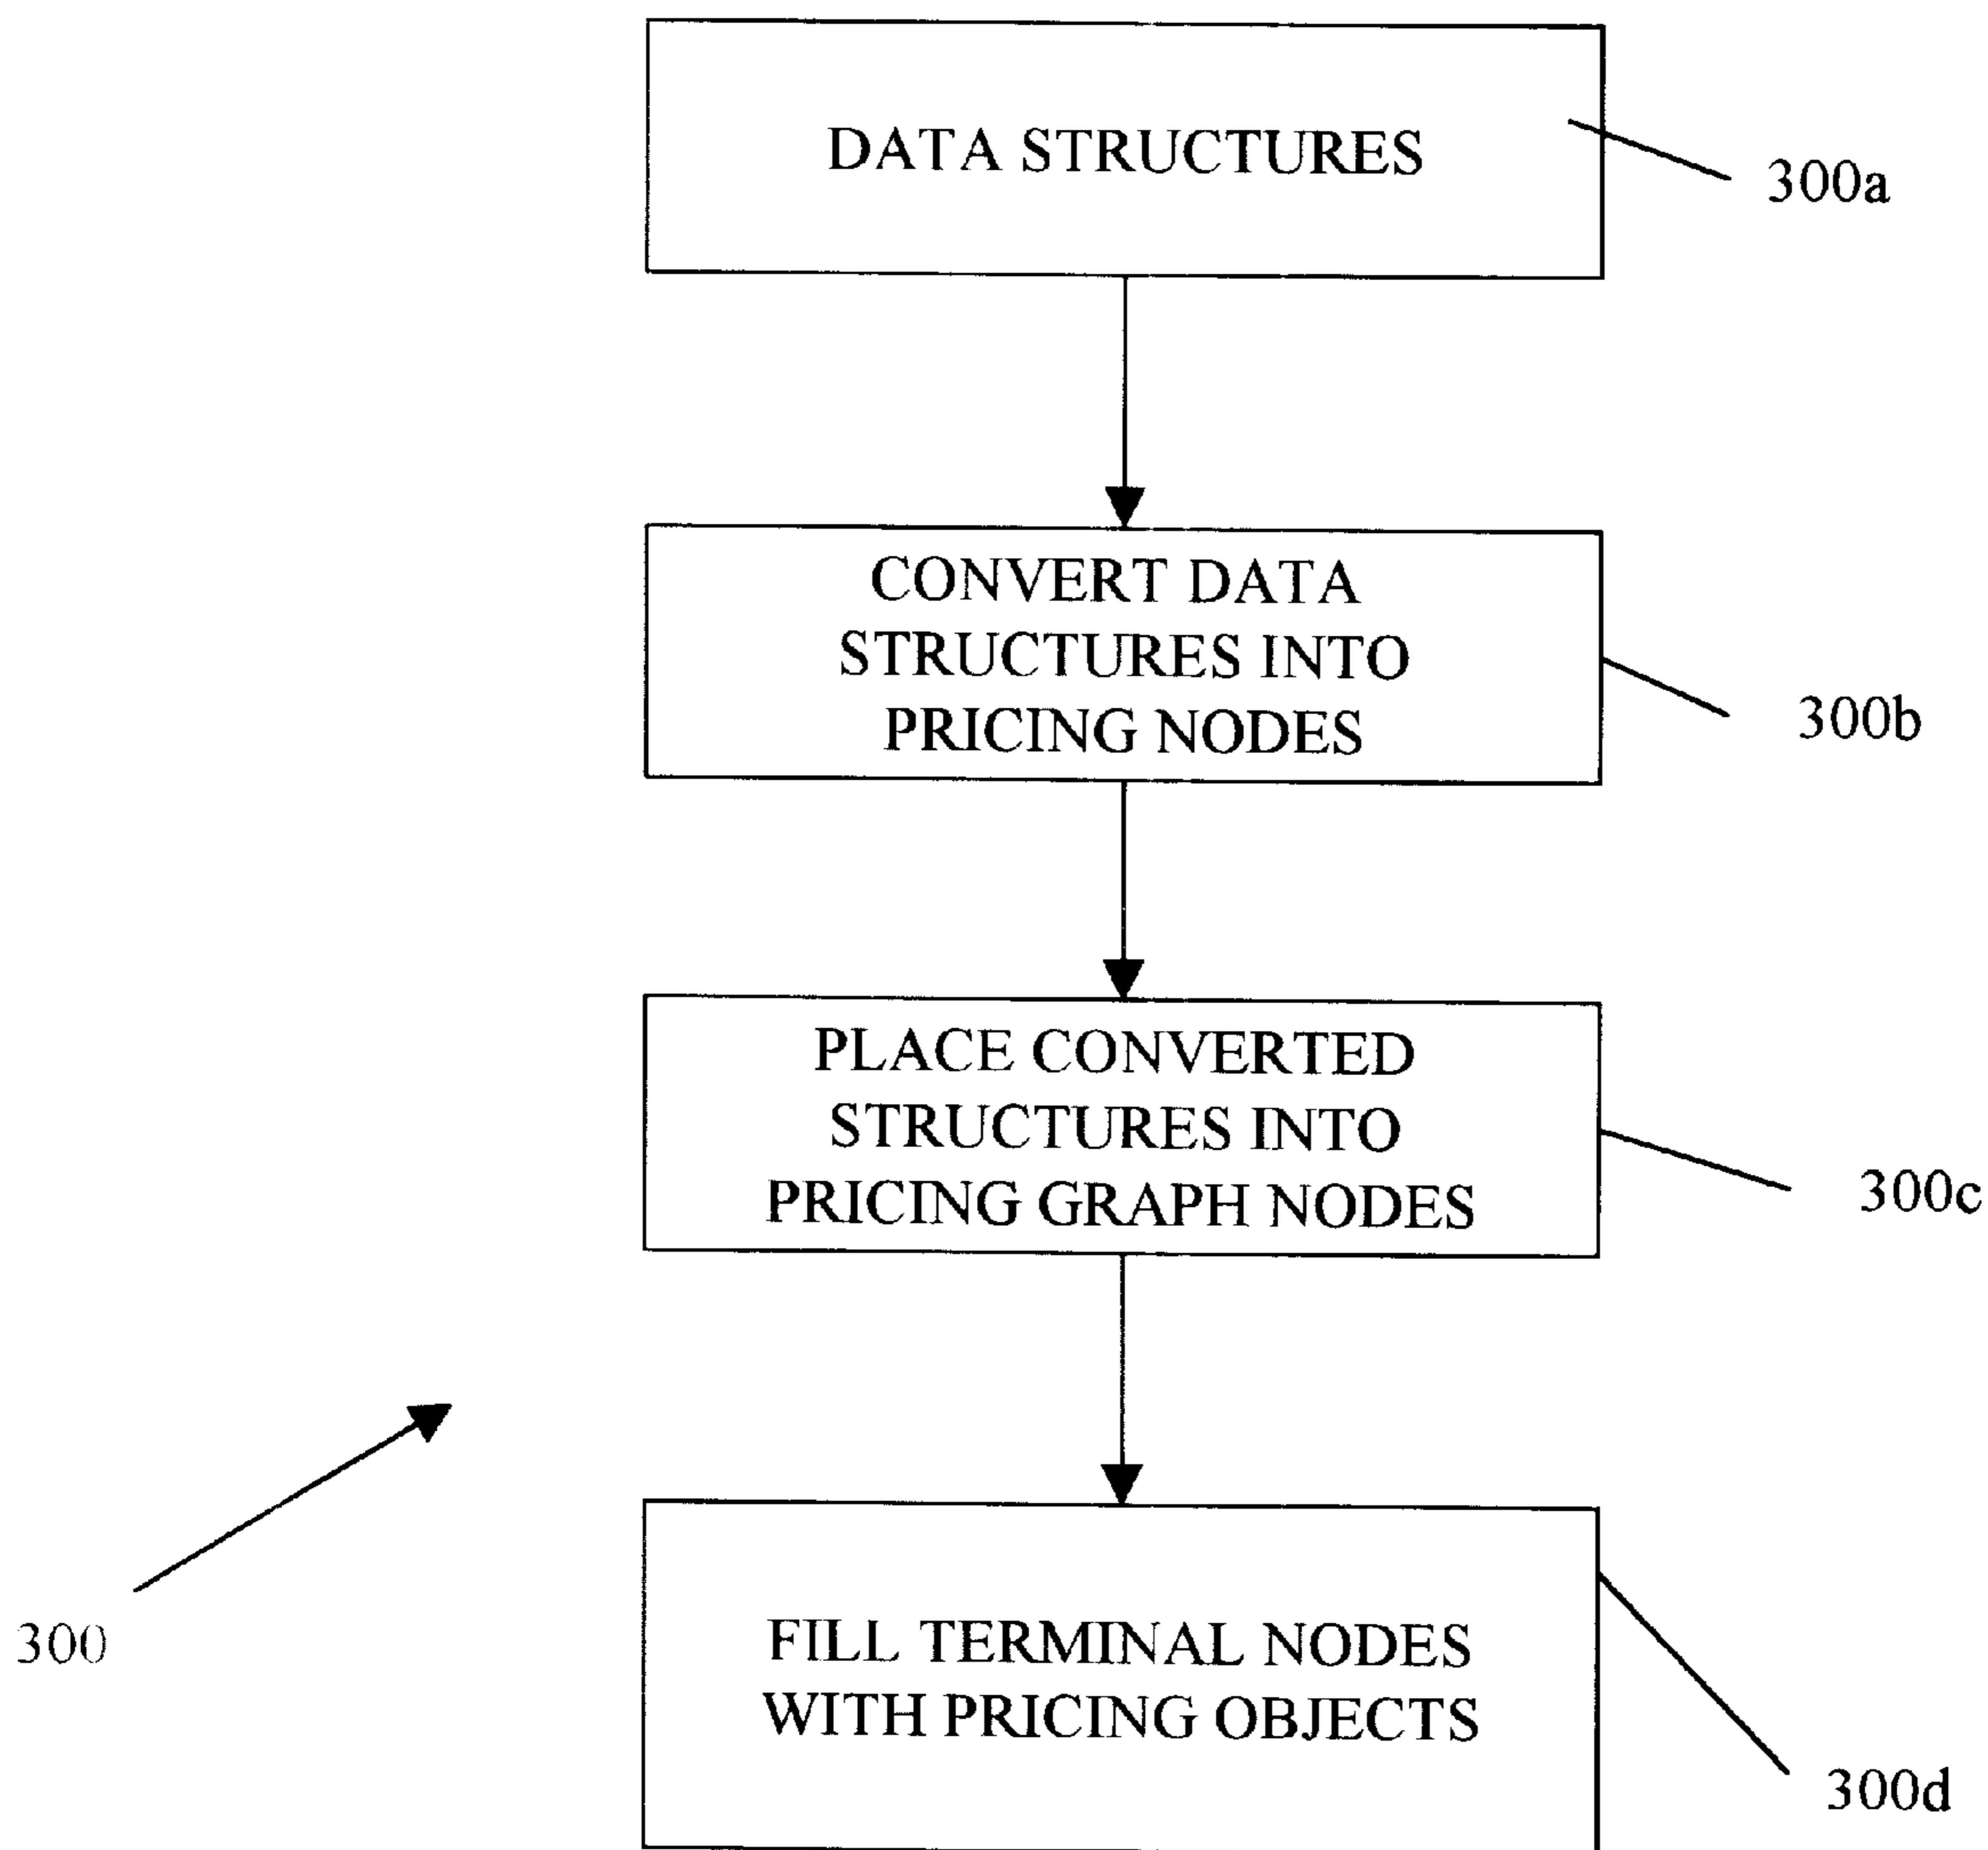 DATA STRUCTURES
300a
CONVERT DATA
STRUCTURES INTO
PRICING NODES
300b
PLACE CONVERTED
STRUCTURES INTO
PRICING GRAPH NODES
300c
300
FILL TERMINAL NODES
WITH PRICING OBJECTS
300d